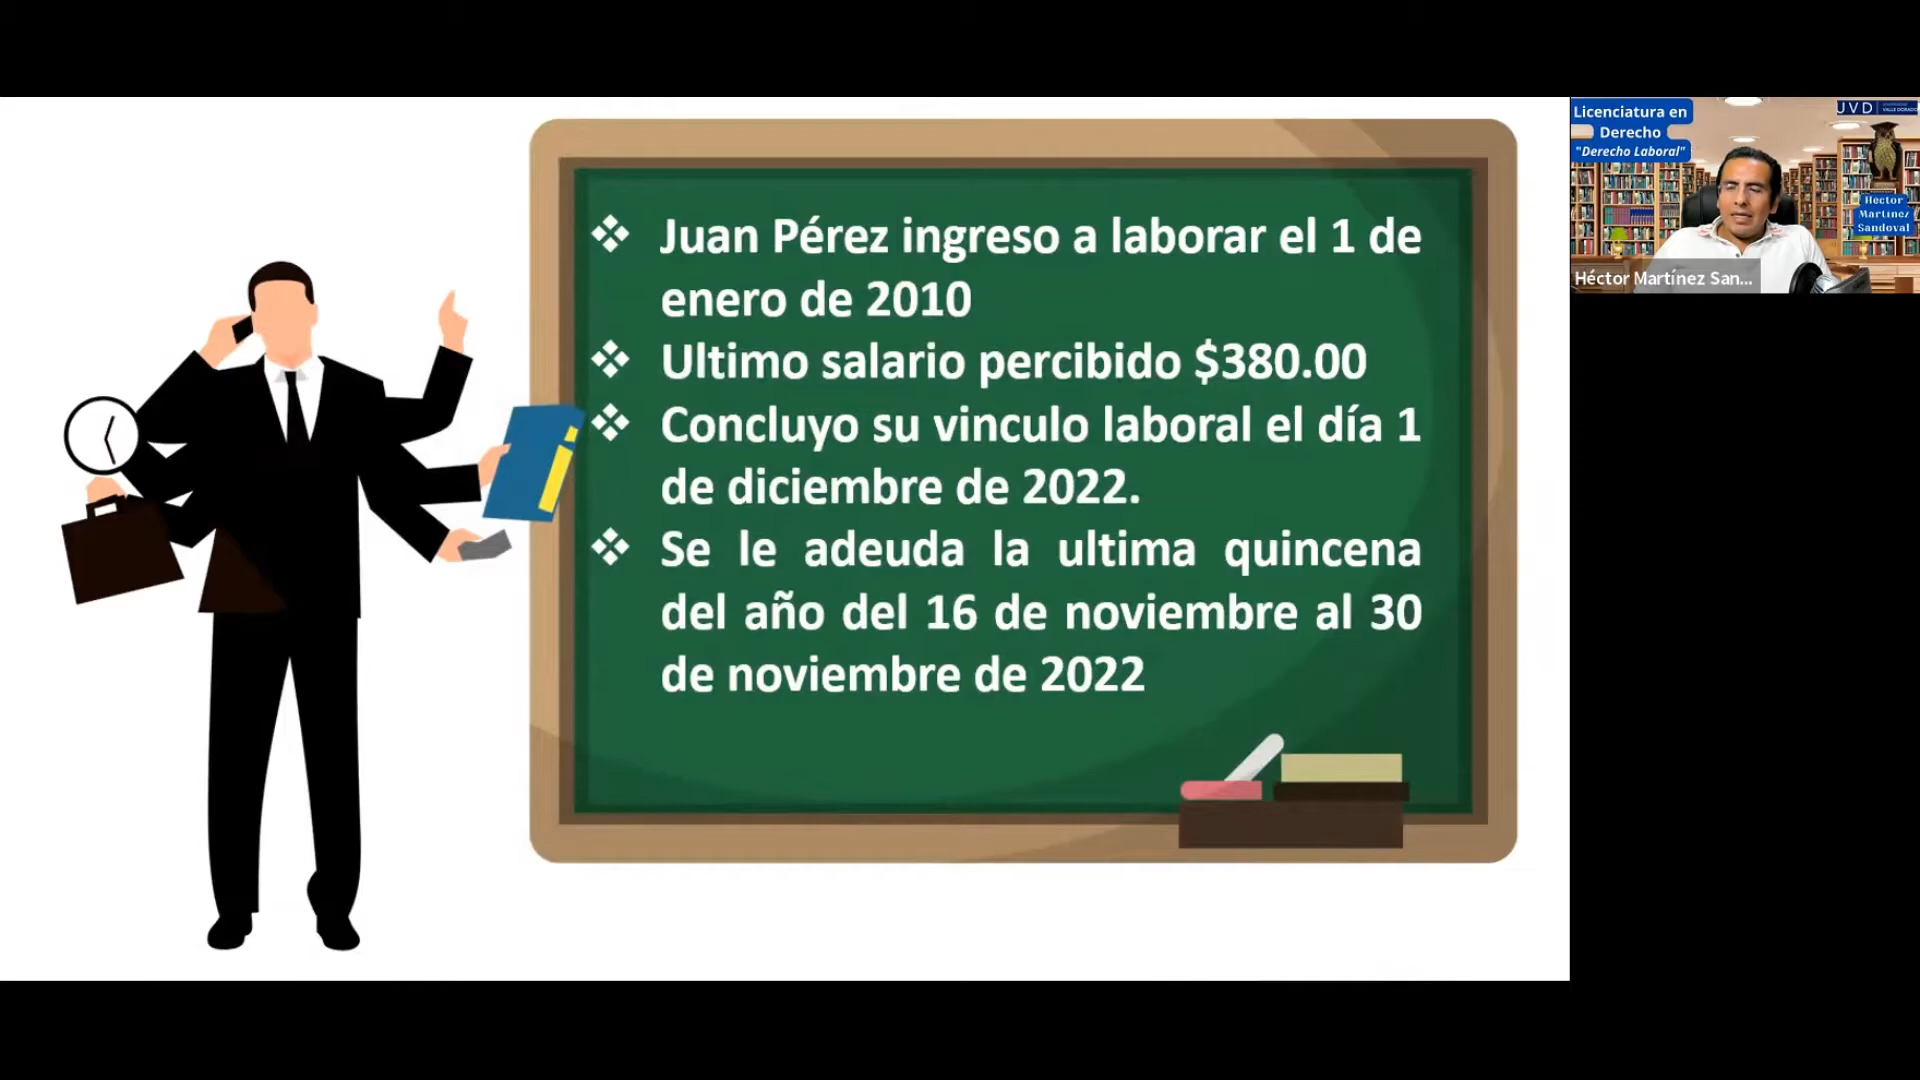 Juan Pérez ingreso a laborar el 1 de
enero de 2010
Ultimo salario percibido $380.00
Concluyo su vinculo laboral el día 1
de diciembre de 2022.
Se le adeuda la ultima quincena
del año del 16 de noviembre al 30
de noviembre de 2022
Licenciatura en
Derecho
"Derecho Laboral"
UVD
VALLE DORADO
Hector
Martinez
Sandoval
Héctor Martínez San...